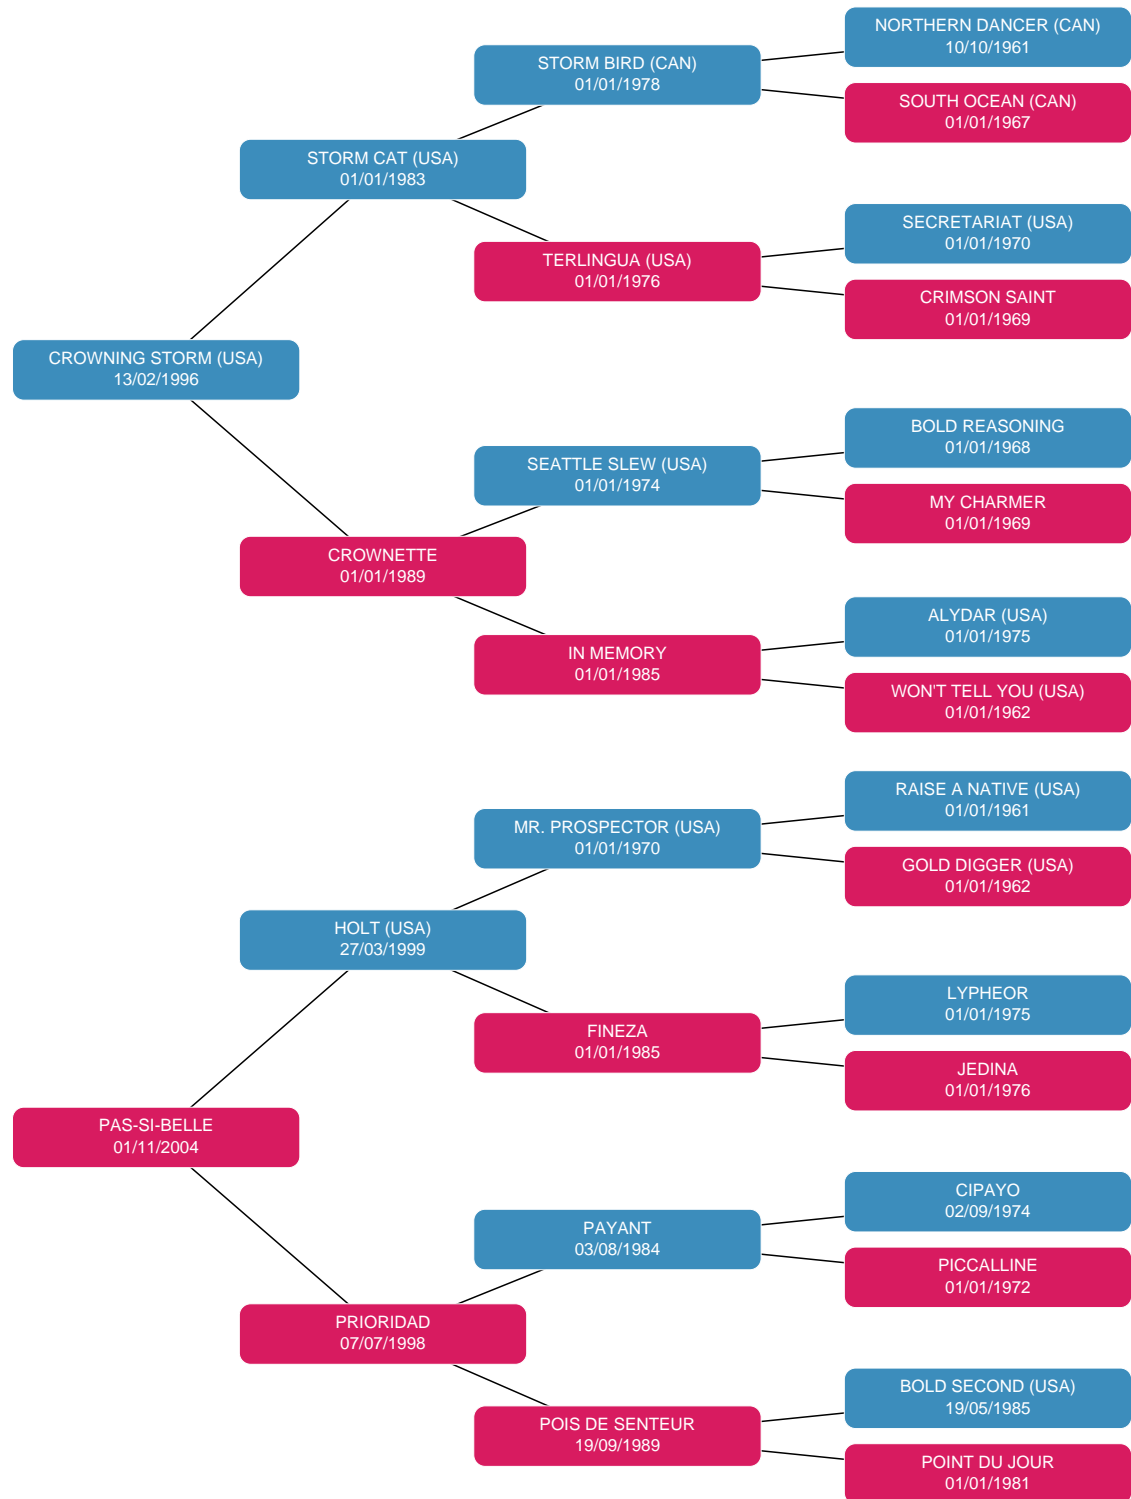 NORTHERN DANCER (CAN)
10/10/1961
STORM BIRD (CAN)
01/01/1978
SOUTH OCEAN (CAN)
01/01/1967
STORM CAT (USA)
01/01/1983
SECRETARIAT (USA)
01/01/1970
TERLINGUA (USA)
01/01/1976
CRIMSON SAINT
01/01/1969
CROWNING STORM (USA)
13/02/1996
BOLD REASONING
01/01/1968
SEATTLE SLEW (USA)
01/01/1974
MY CHARMER
01/01/1969
CROWNETTE
01/01/1989
ALYDAR (USA)
01/01/1975
IN MEMORY
01/01/1985
WON'T TELL YOU (USA)
01/01/1962
RAISE A NATIVE (USA)
01/01/1961
MR. PROSPECTOR (USA)
01/01/1970
GOLD DIGGER (USA)
01/01/1962
HOLT (USA)
27/03/1999
LYPHEOR
01/01/1975
FINEZA
01/01/1985
JEDINA
01/01/1976
PAS-SI-BELLE
01/11/2004
CIPAYO
02/09/1974
PAYANT
03/08/1984
PICCALLINE
01/01/1972
PRIORIDAD
07/07/1998
BOLD SECOND (USA)
19/05/1985
POIS DE SENTEUR
19/09/1989
POINT DU JOUR
01/01/1981